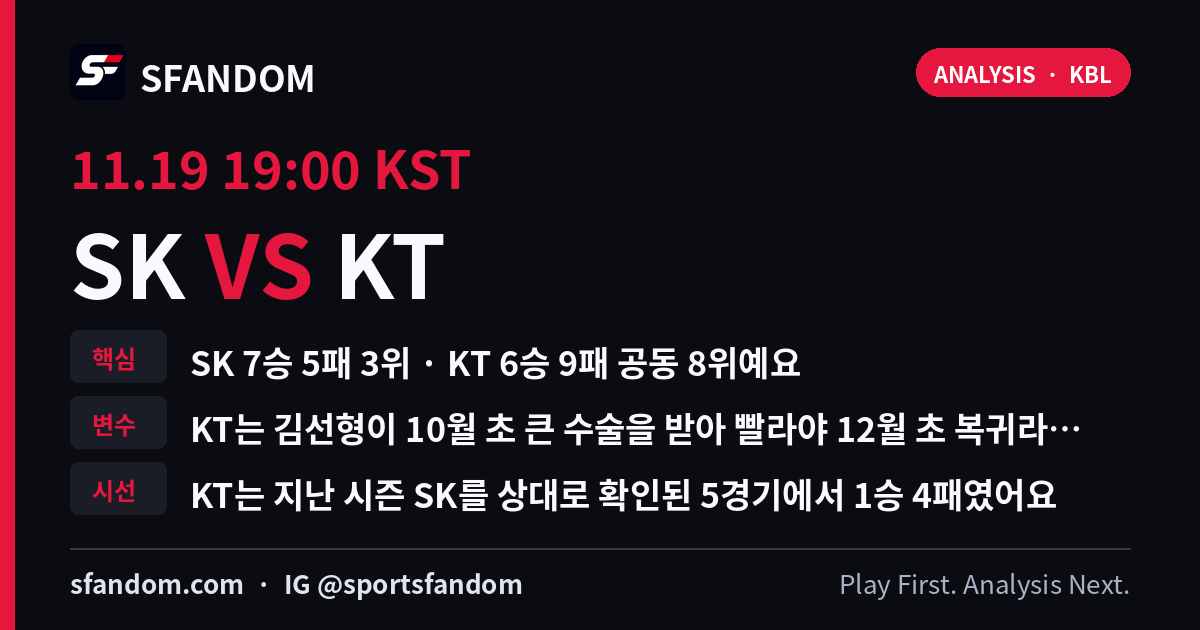 SF SFANDOM
ANALYSIS · KBL
11.19 19:00 KST
SK VS KT
핵심 SK 7승 5패 3위 · KT 6승 9패 공동 8위예요
변수 KT는 김선형이 10월 초 큰 수술을 받아 빨라야 12월 초 복귀라…
시선 KT는 지난 시즌 SK를 상대로 확인된 5경기에서 1승 4패였어요
sfandom.com · IG @sportsfandom
Play First. Analysis Next.